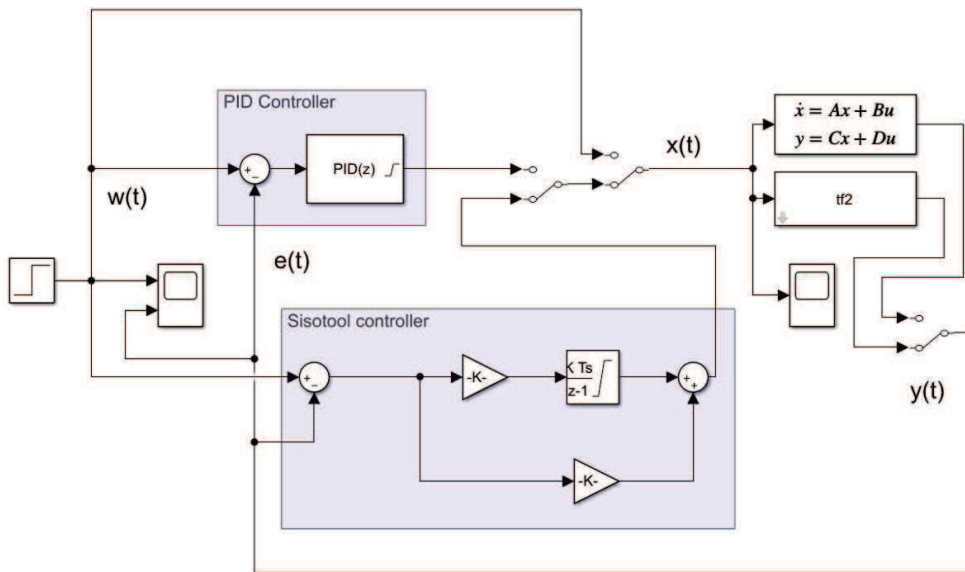 PID Controller
PID(z)
w(t)
x(t)
ẋ = Ax + Bu
y = Cx + Du
tf2
e(t)
Sisotool controller
-K-
K Ts
z-1
-K-
y(t)